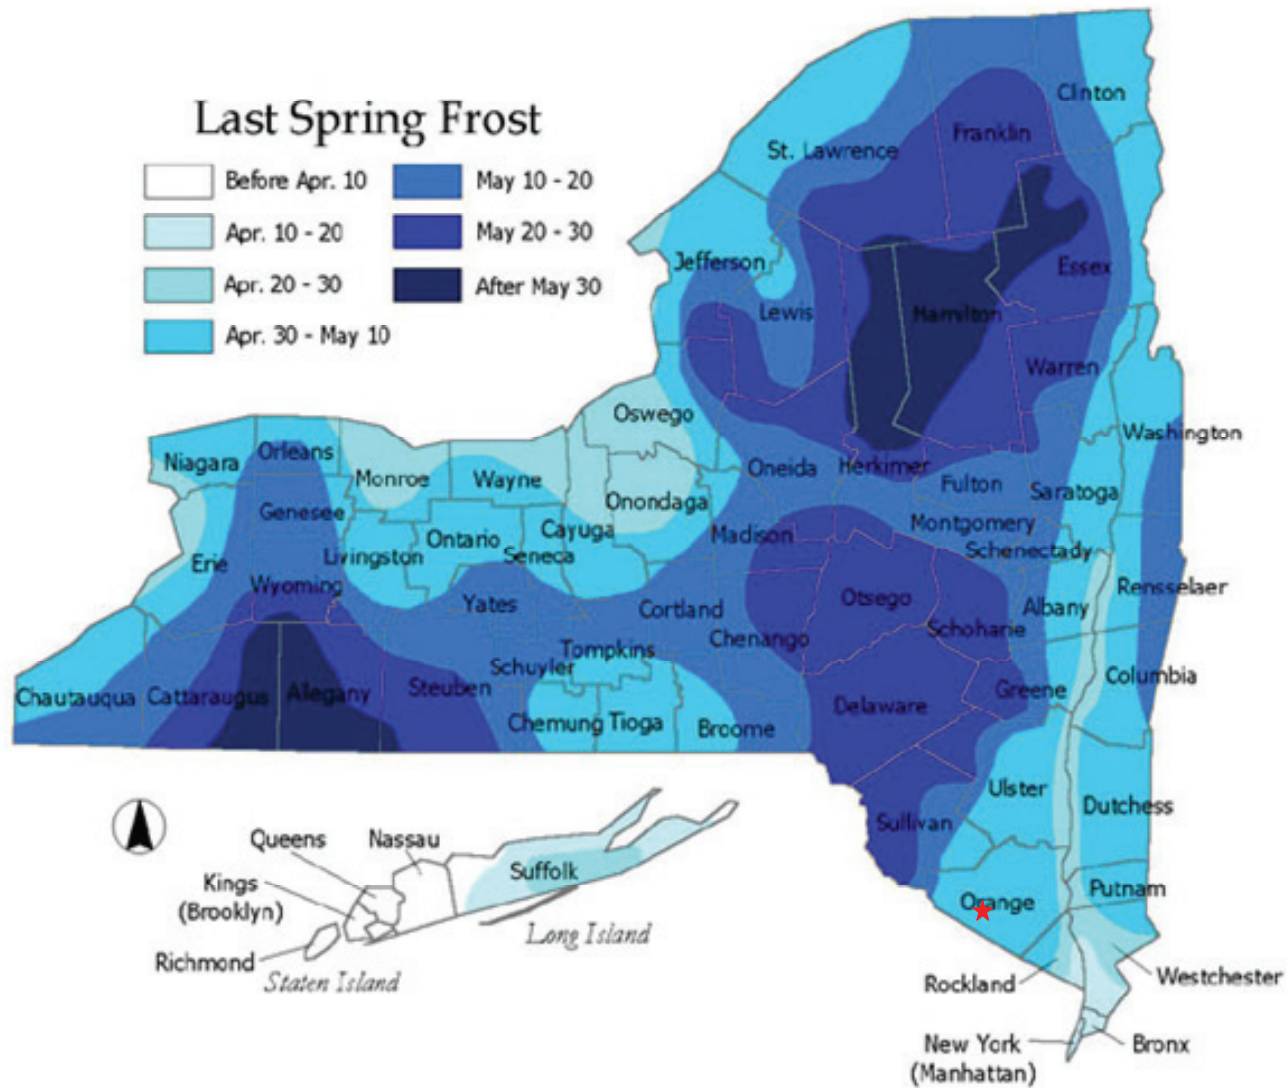 Last Spring Frost
Before Apr. 10
Apr. 10 - 20
Apr. 20 - 30
Apr. 30 - May 10
May 10 - 20
May 20 - 30
After May 30
Clinton
Franklin
St. Lawrence
Jefferson
Essex
Lewis
Hamilton
Warren
Oswego
Washington
Niagara
Orleans
Monroe
Wayne
Oneida
Herkimer
Fulton
Saratoga
Genesee
Onondaga
Montgomery
Erie
Livingston
Ontario
Seneca
Cayuga
Madison
Schenectady
Wyoming
Yates
Cortland
Otsego
Albany
Rensselaer
Chenango
Schoharie
Tompkins
Schuyler
Chautauqua
Cattaraugus
Allegany
Steuben
Greene
Columbia
Chemung
Tioga
Broome
Delaware
Ulster
Dutchess
Sullivan
Orange
Putnam
Queens
Nassau
Suffolk
Kings
(Brooklyn)
Long Island
Richmond
Staten Island
Rockland
Westchester
New York
(Manhattan)
Bronx